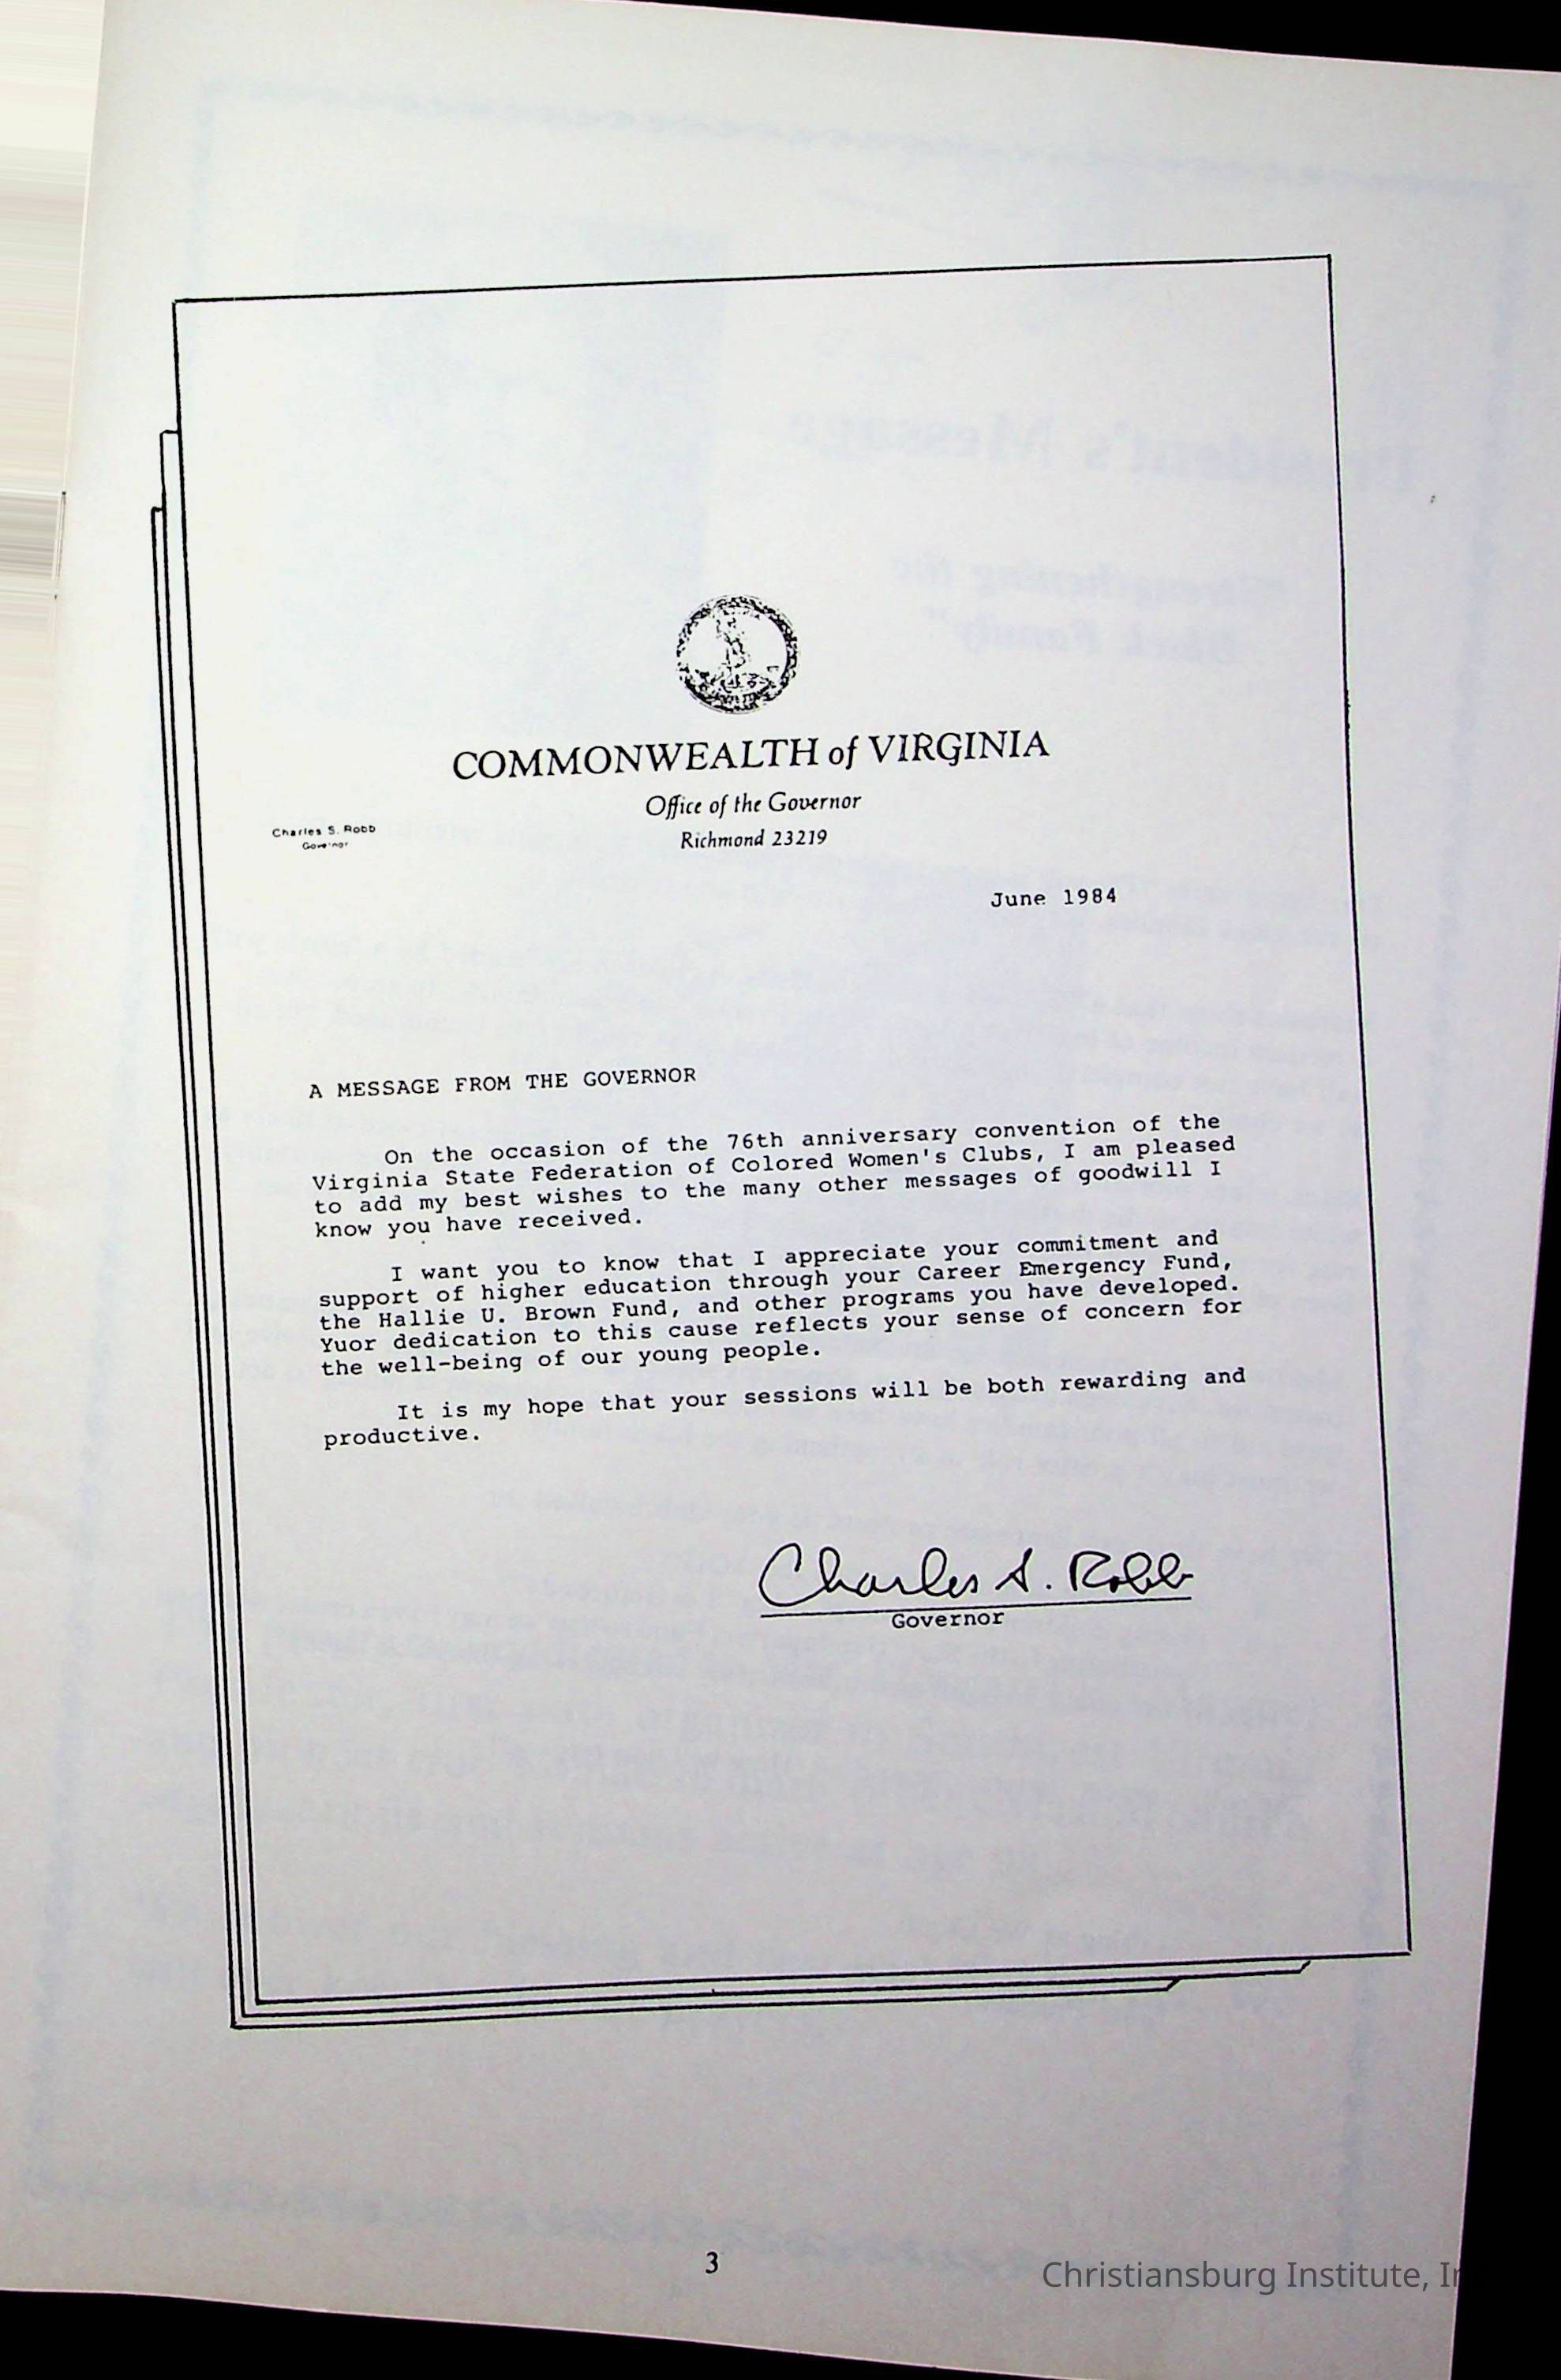 COMMONWEALTH of VIRGINIA
Office of the Governor
Charles S. Robb
Governor
Richmond 23219
June 1984
A MESSAGE FROM THE GOVERNOR
On the occasion of the 76th anniversary convention of the
Virginia State Federation of Colored Women's Clubs, I am pleased
to add my best wishes to the many other messages of goodwill I
know you have received.
I want you to know that I appreciate your commitment and
support of higher education through your Career Emergency Fund,
the Hallie U. Brown Fund, and other programs you have developed.
Yuor dedication to this cause reflects your sense of concern for
the well-being of our young people.
It is my hope that your sessions will be both rewarding and
productive.
Charles S. Robb
Governor
3
Christiansburg Institute,